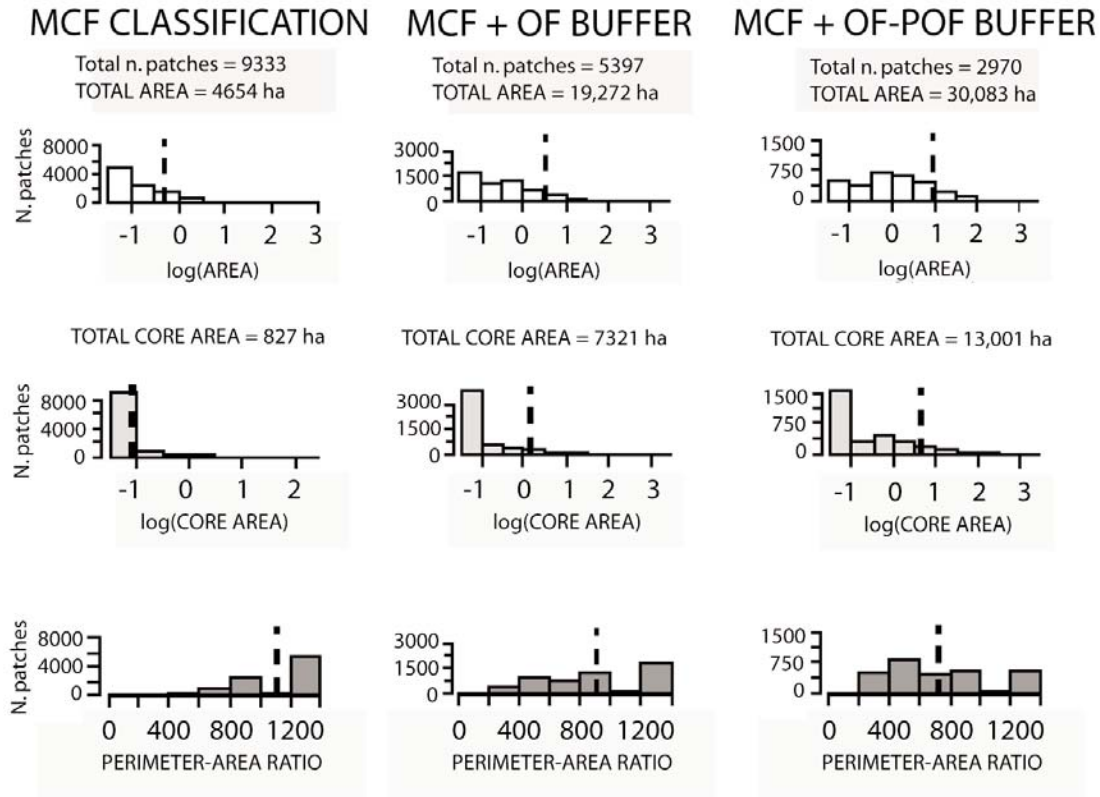 MCF CLASSIFICATION
Total n. patches = 9333
TOTAL AREA = 4654 ha
N. patches
8000
4000
0
-1 0 1 2 3
log(AREA)
MCF + OF BUFFER
Total n. patches = 5397
TOTAL AREA = 19,272 ha
3000
1500
0
-1 0 1 2 3
log(AREA)
MCF + OF-POF BUFFER
Total n. patches = 2970
TOTAL AREA = 30,083 ha
1500
750
0
-1 0 1 2 3
log(AREA)
TOTAL CORE AREA = 827 ha
N. patches
8000
4000
0
-1 0 1 2
log(CORE AREA)
TOTAL CORE AREA = 7321 ha
3000
1500
0
-1 0 1 2 3
log(CORE AREA)
TOTAL CORE AREA = 13,001 ha
1500
750
0
-1 0 1 2 3
log(CORE AREA)
N. patches
8000
4000
0
0 400 800 1200
PERIMETER-AREA RATIO
3000
1500
0
0 400 800 1200
PERIMETER-AREA RATIO
1500
750
0
0 400 800 1200
PERIMETER-AREA RATIO